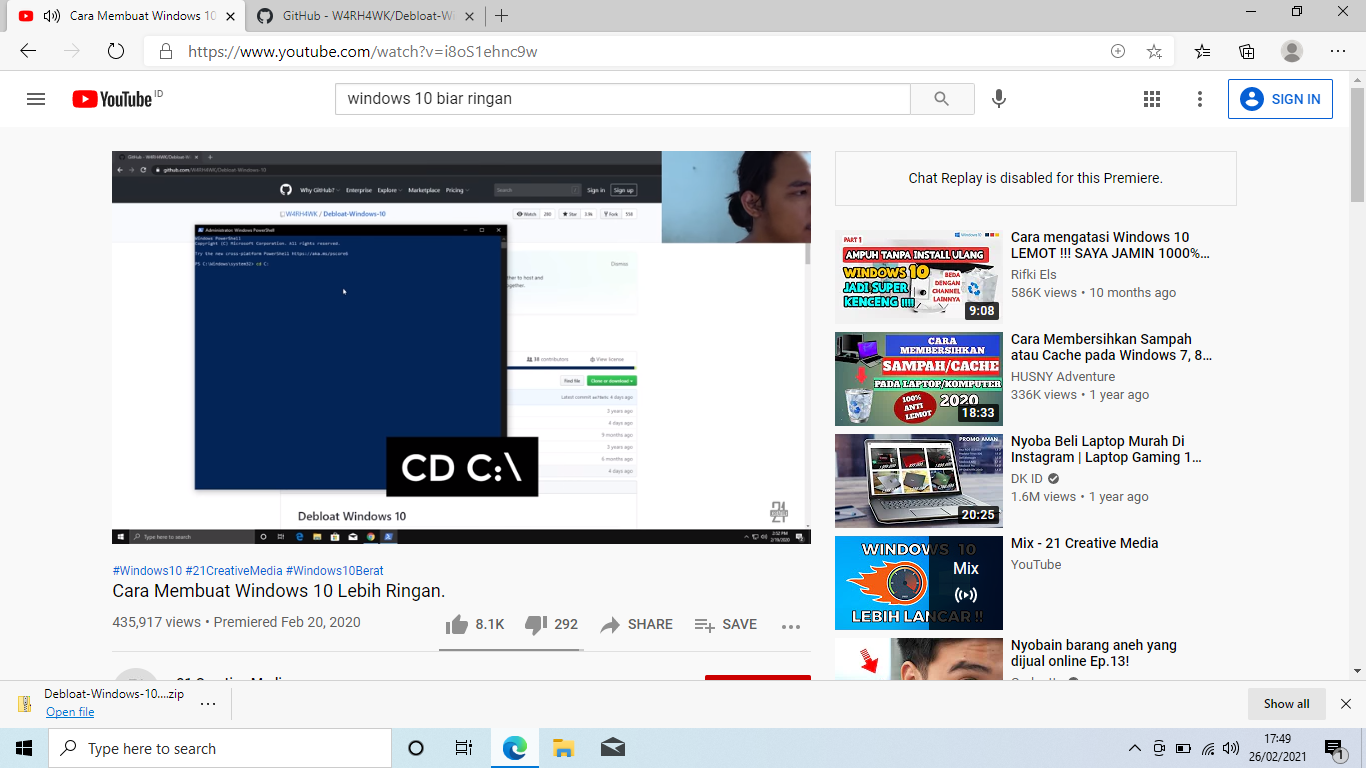 Cara Membuat Windows 10
GitHub - W4RH4WK/Debloat-Wi
https://www.youtube.com/watch?v=i8oS1ehnc9w
YouTube ID
windows 10 biar ringan
SIGN IN
GitHub - W4RH4WK/Debloat-Wi
github.com/W4RH4WK/Debloat-Windows-10
Why GitHub?
Enterprise
Explore
Marketplace
Pricing
Search
Sign in
Sign up
W4RH4WK / Debloat-Windows-10
Watch
Star
Fork
Administrator: Windows PowerShell
Windows PowerShell
Copyright (C) Microsoft Corporation. All rights reserved.
Try the new cross-platform PowerShell https://aka.ms/pscore6
PS C:\Windows\system32> cd C:
Dismiss
ther to host and
ogether.
38 contributors
View license
Find file
Clone or download
Latest commit
4 days ago
3 years ago
4 days ago
9 months ago
3 years ago
6 months ago
4 days ago
CD C:\
Debloat Windows 10
21
Type here to search
2:52 PM
Chat Replay is disabled for this Premiere.
PART 1
Windows 10
AMPUH TANPA INSTALL ULANG
WINDOWS 10
JADI SUPER
KENCENG !!!!
BEDA
DENGAN
CHANNEL
LAINNYA
9:08
Cara mengatasi Windows 10
LEMOT !!! SAYA JAMIN 1000%...
Rifki Els
586K views • 10 months ago
CARA
MEMBERSIHKAN
SAMPAH/CACHE
PADA LAPTOP/KOMPUTER
100%
ANTI
LEMOT
2020
18:33
Cara Membersihkan Sampah
atau Cache pada Windows 7, 8...
HUSNY Adventure
336K views • 1 year ago
PROMO AMAN
20:25
Nyoba Beli Laptop Murah Di
Instagram | Laptop Gaming 1...
DK ID
1.6M views • 1 year ago
WINDOWS 10
LEBIH LANCAR !!
Mix
Mix - 21 Creative Media
YouTube
Nyobain barang aneh yang
dijual online Ep.13!
#Windows10 #21CreativeMedia #Windows10Berat
Cara Membuat Windows 10 Lebih Ringan.
435,917 views • Premiered Feb 20, 2020
8.1K
292
SHARE
SAVE
21 Creative Media
Debloat-Windows-10....zip
Open file
Show all
Type here to search
17:49
26/02/2021
1